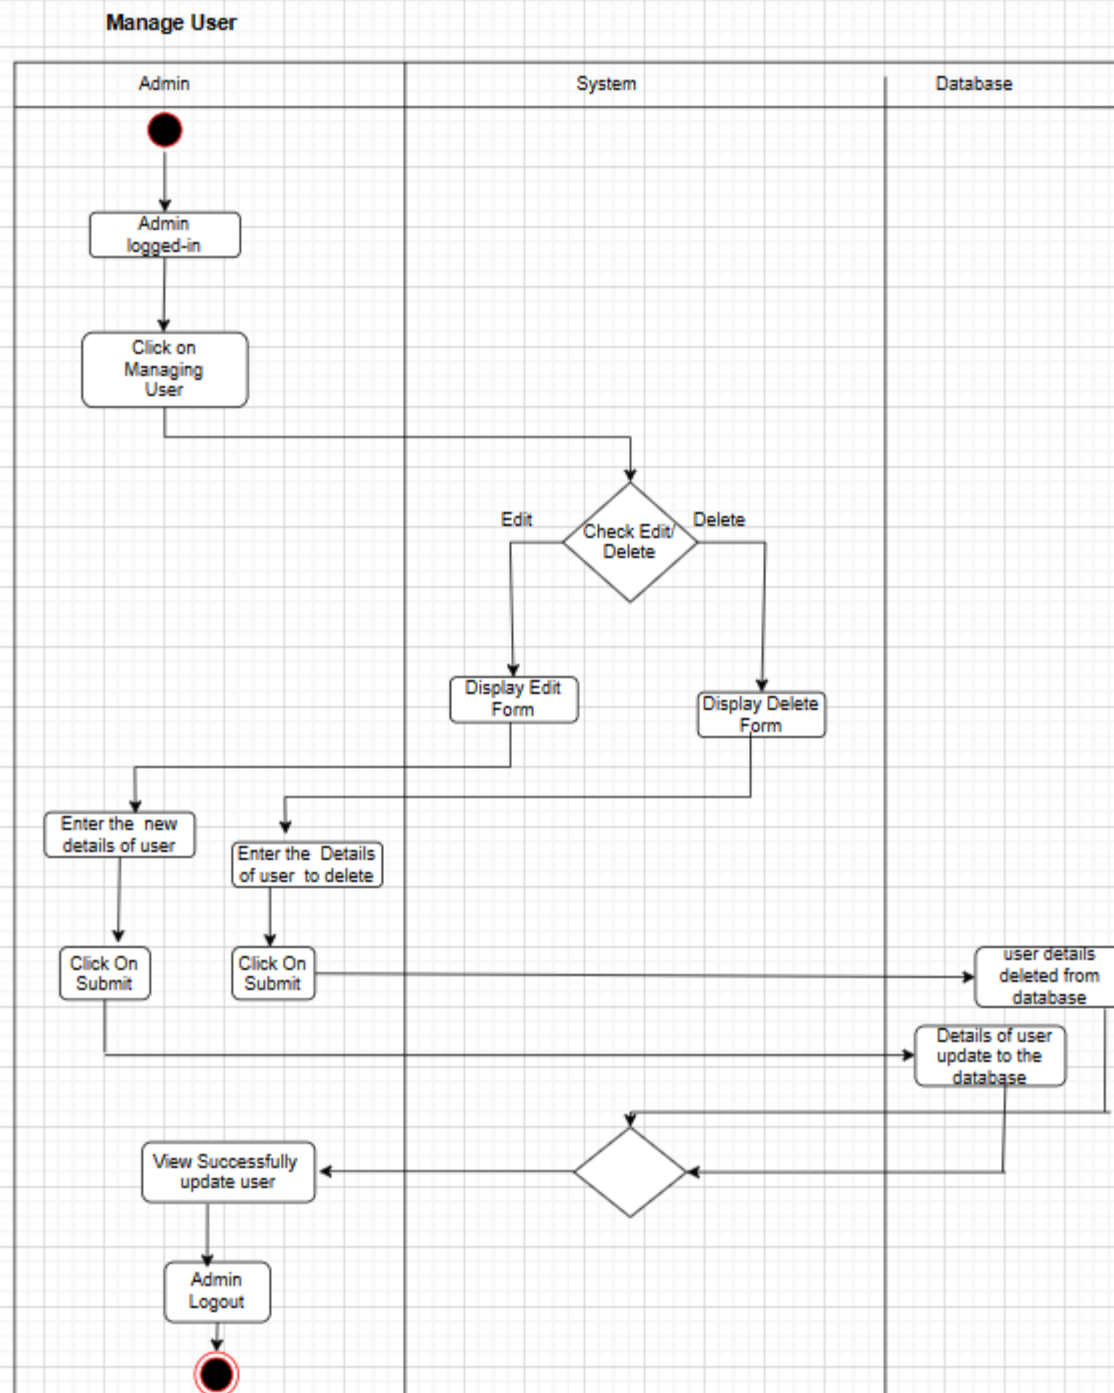 Manage User
Admin
System
Database
Admin
logged-in
Click on
Managing
User
Edit
Delete
Check Edit/
Delete
Display Edit
Form
Display Delete
Form
Enter the new
details of user
Enter the Details
of user to delete
Click On
Submit
Click On
Submit
user details
deleted from
database
Details of user
update to the
database
View Successfully
update user
Admin
Logout